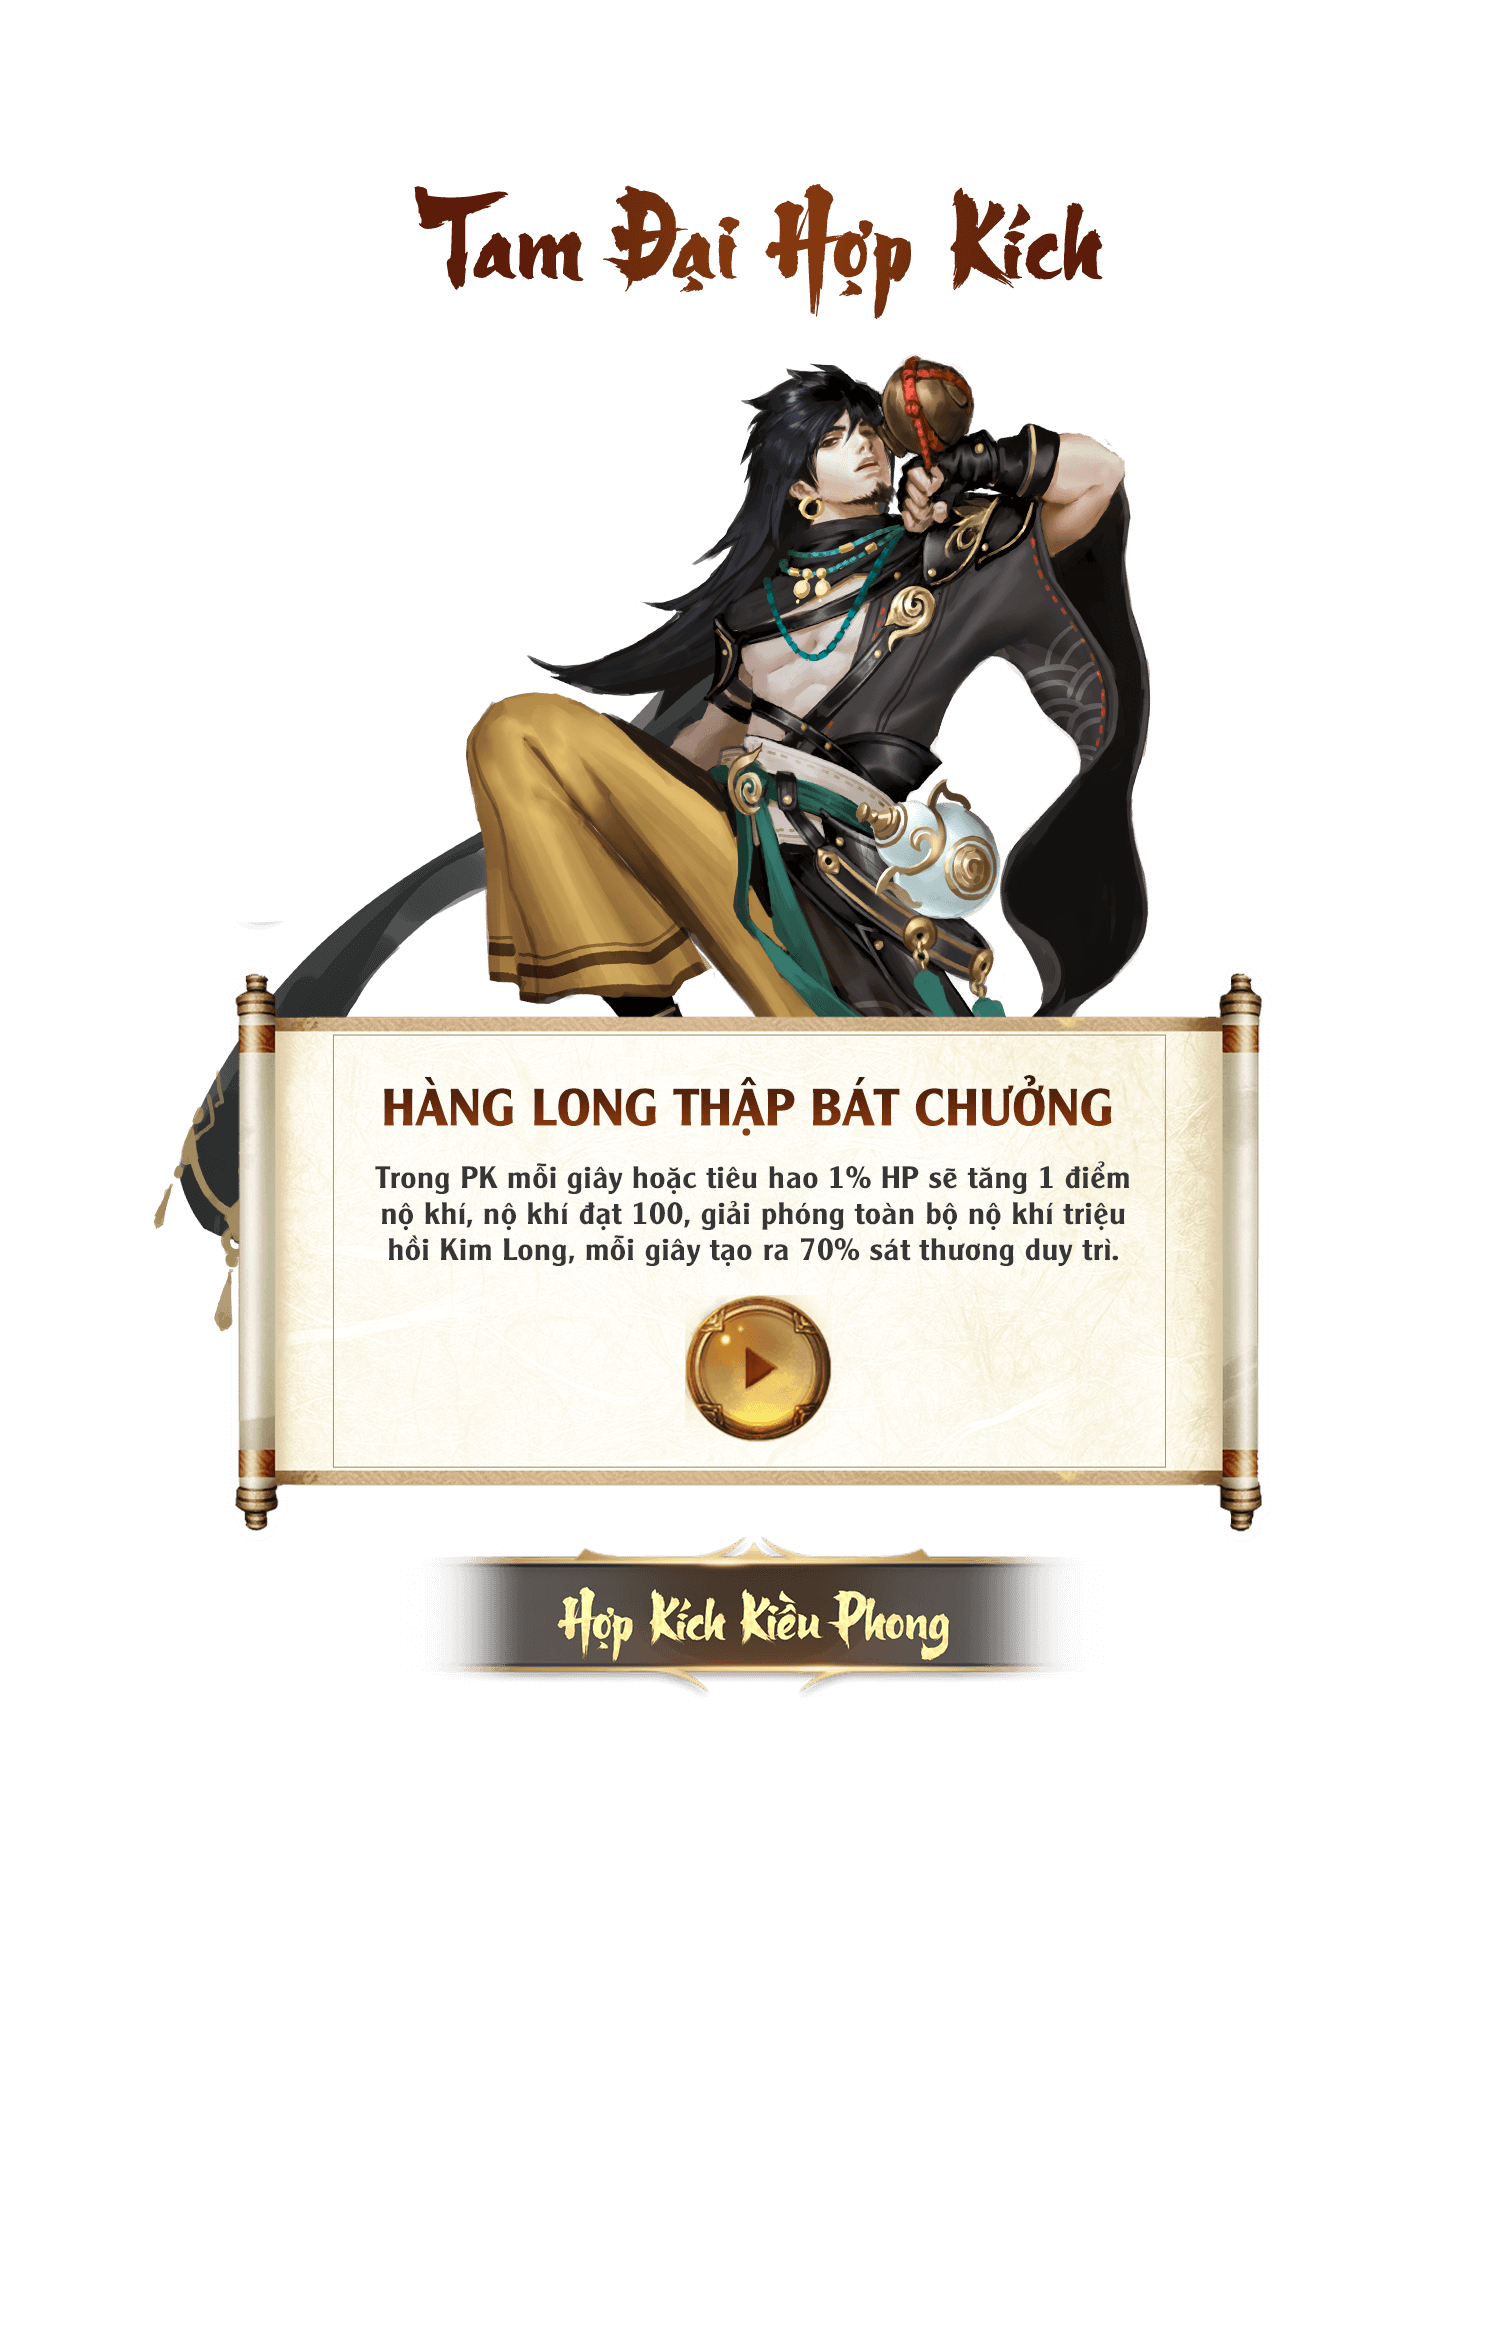 Tam Đại Hợp Kích
HÀNG LONG THẬP BÁT CHƯỞNG
Trong PK mỗi giây hoặc tiêu hao 1% HP sẽ tăng 1 điểm
nộ khí, nộ khí đạt 100, giải phóng toàn bộ nộ khí triệu
hồi Kim Long, mỗi giây tạo ra 70% sát thương duy trì.
Hợp Kích Kiều Phong